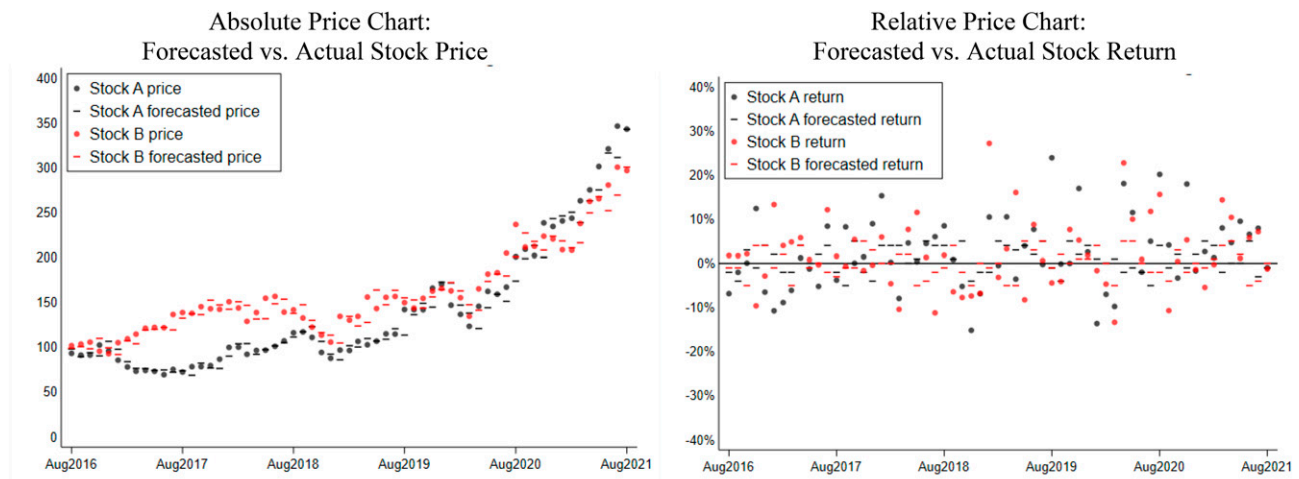 Absolute Price Chart:
Forecasted vs. Actual Stock Price
400
350
300
250
200
150
100
50
0
Stock A price
Stock A forecasted price
Stock B price
Stock B forecasted price
Aug2016
Aug2017
Aug2018
Aug2019
Aug2020
Aug2021
Relative Price Chart:
Forecasted vs. Actual Stock Return
40%
30%
20%
10%
0%
-10%
-20%
-30%
-40%
Stock A return
Stock A forecasted return
Stock B return
Stock B forecasted return
Aug2016
Aug2017
Aug2018
Aug2019
Aug2020
Aug2021